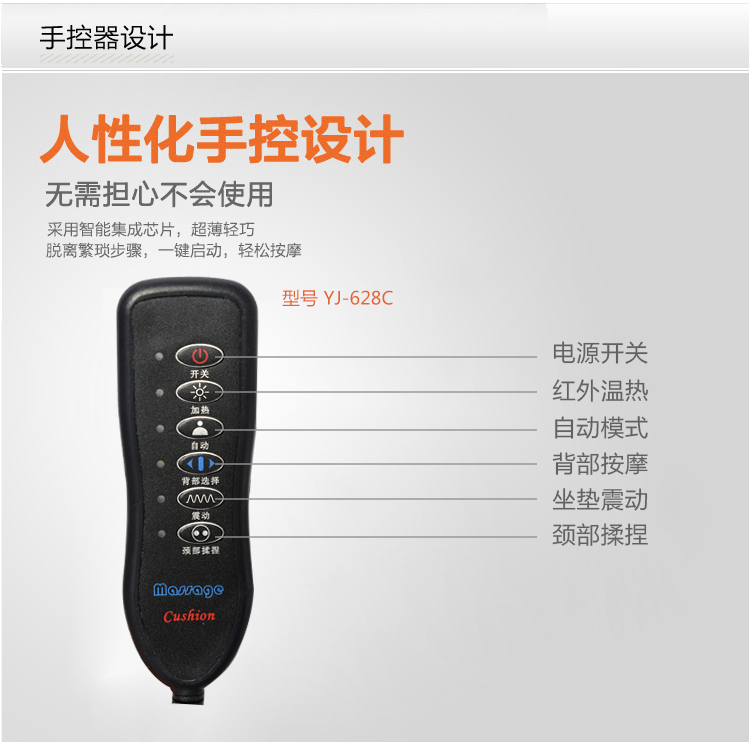 手控器设计
人性化手控设计
无需担心不会使用
采用智能集成芯片，超薄轻巧
脱离繁琐步骤，一键启动，轻松按摩
型号 YJ-628C
开关
电源开关
加热
红外温热
自动
自动模式
背部选择
背部按摩
震动
坐垫震动
颈部揉捏
颈部揉捏
Massage
Cushion